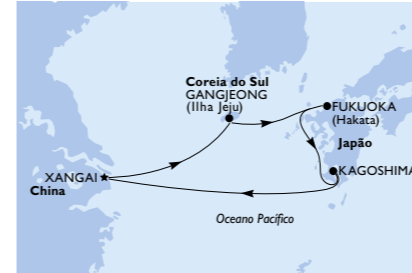 Coreia do Sul
GANGJEONG
(Ilha Jeju)
FUKUOKA
(Hakata)
Japão
KAGOSHIMA
XANGAI
China
Oceano Pacífico